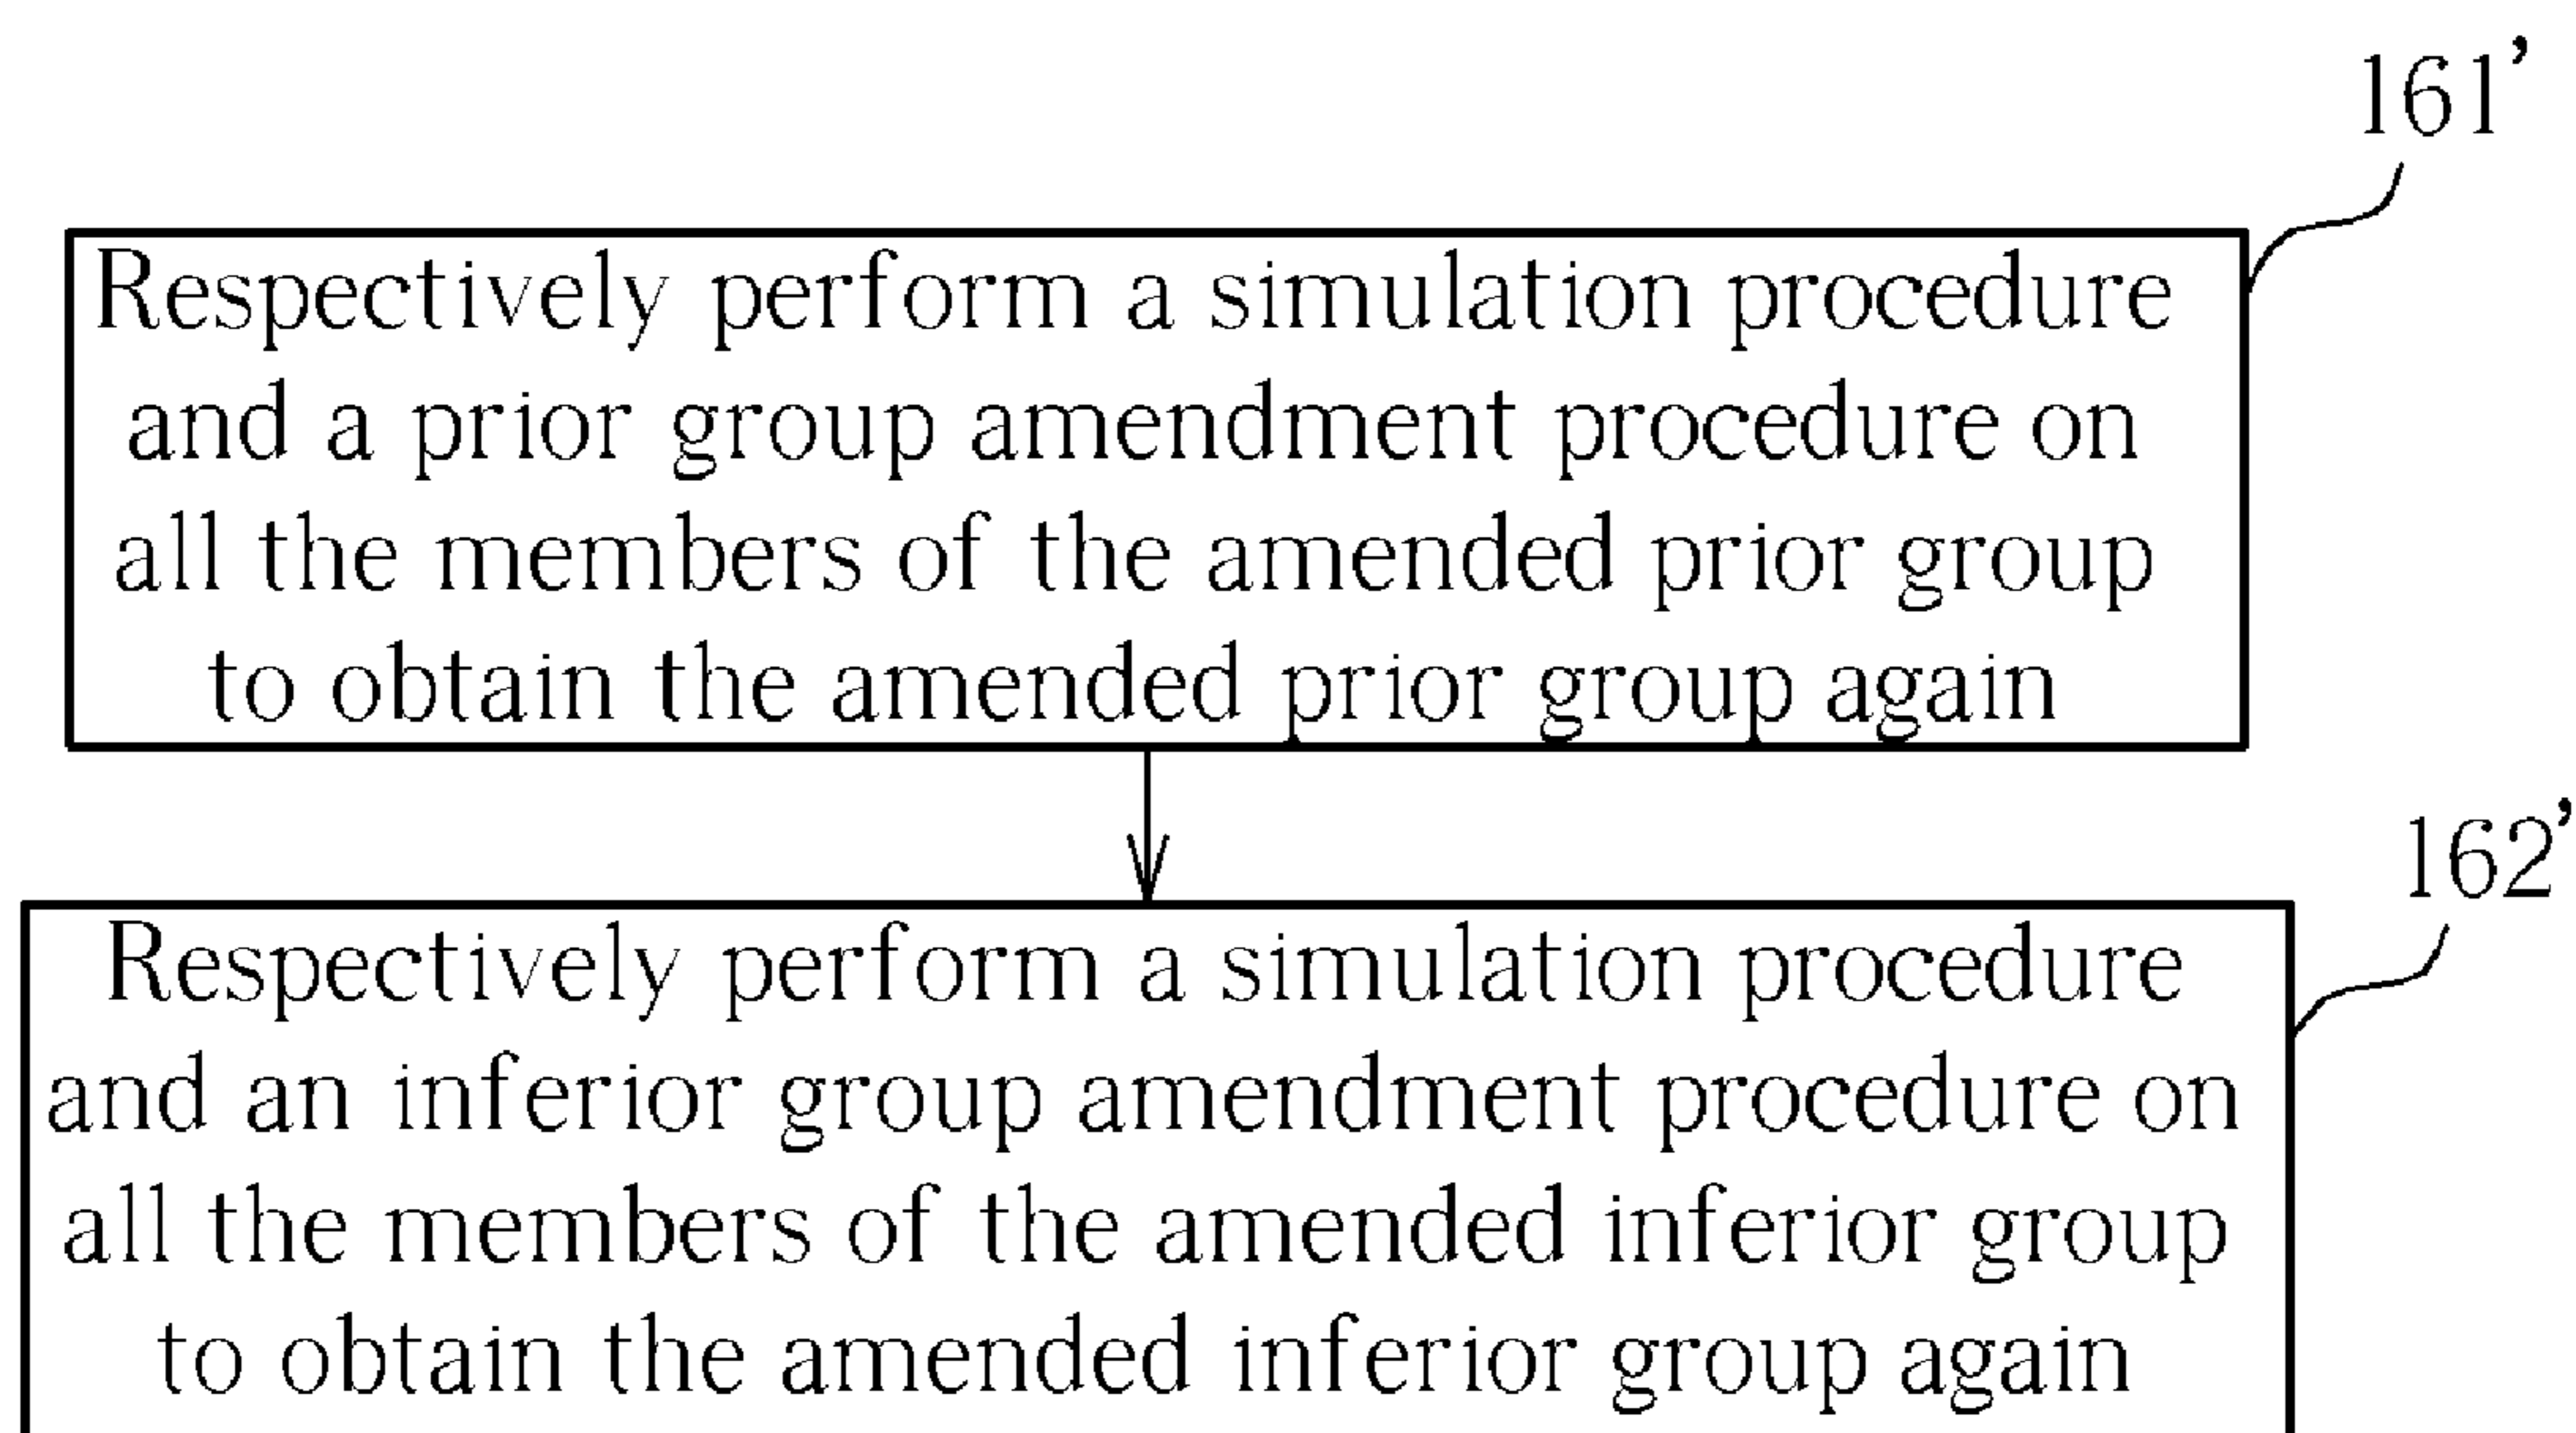 161’
Respectively perform a simulation procedure
and a prior group amendment procedure on
all the members of the amended prior group
to obtain the amended prior group again
162’
Respectively perform a simulation procedure
and an inferior group amendment procedure on
all the members of the amended inferior group
to obtain the amended inferior group again